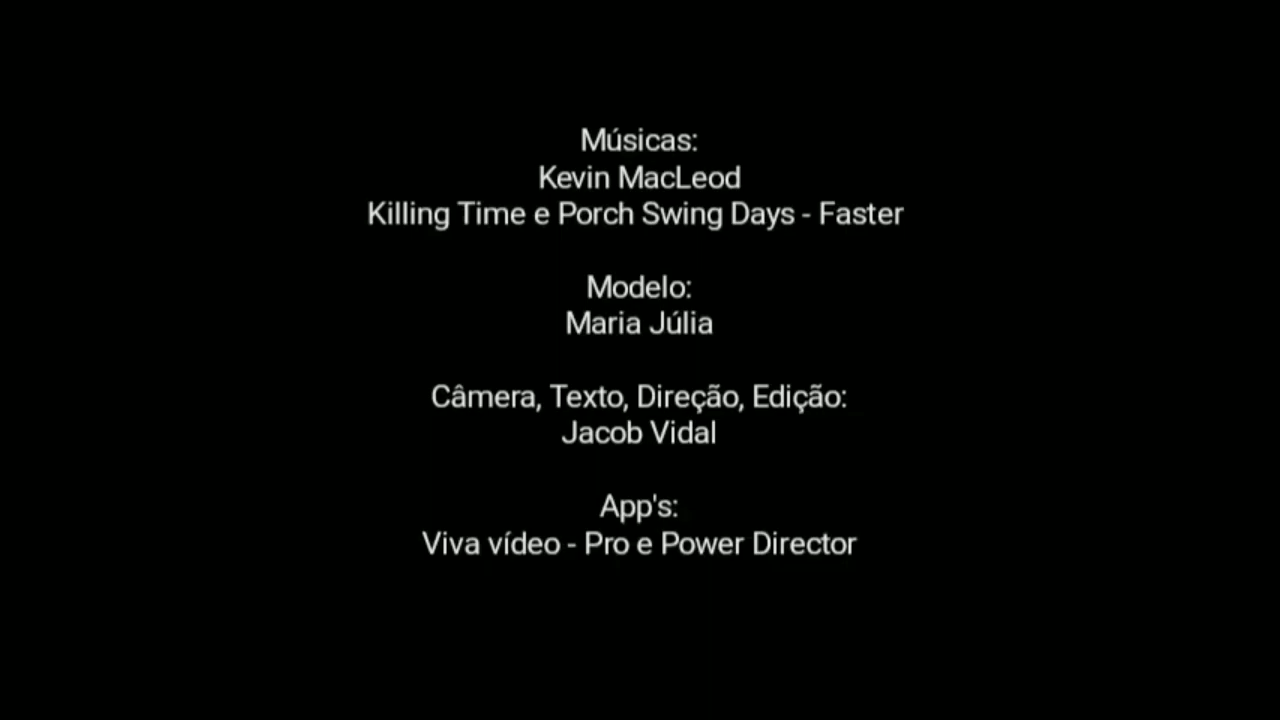 Músicas:
Kevin MacLeod
Killing Time e Porch Swing Days - Faster
Modelo:
Maria Júlia
Câmera, Texto, Direção, Edição:
Jacob Vidal
App's:
Viva vídeo - Pro e Power Director